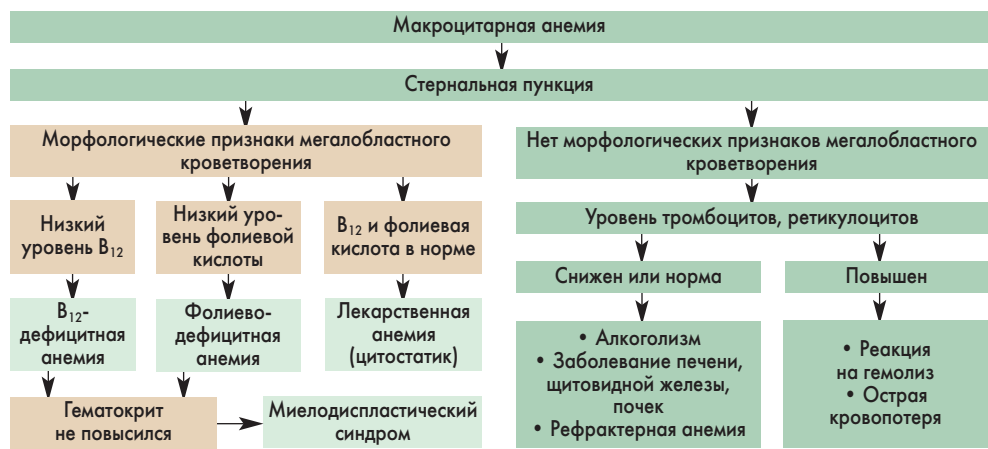 Макроцитарная анемия
Стернальная пункция
Морфологические признаки мегалобластного
кроветворения
Нет морфологических признаков мегалобластного
кроветворения
Низкий
уровень B₁₂
Низкий уро-
вень фолиевой
кислоты
B₁₂ и фолиевая
кислота в норме
Уровень тромбоцитов, ретикулоцитов
Снижен или норма
Повышен
B₁₂-
дефицитная
анемия
Фолиево-
дефицитная
анемия
Лекарственная
анемия
(цитостатик)
• Алкоголизм
• Заболевание печени,
щитовидной железы,
почек
• Рефрактерная анемия
• Реакция
на гемолиз
• Острая
кровопотеря
Гематокрит
не повысился
Миелодиспластический
синдром